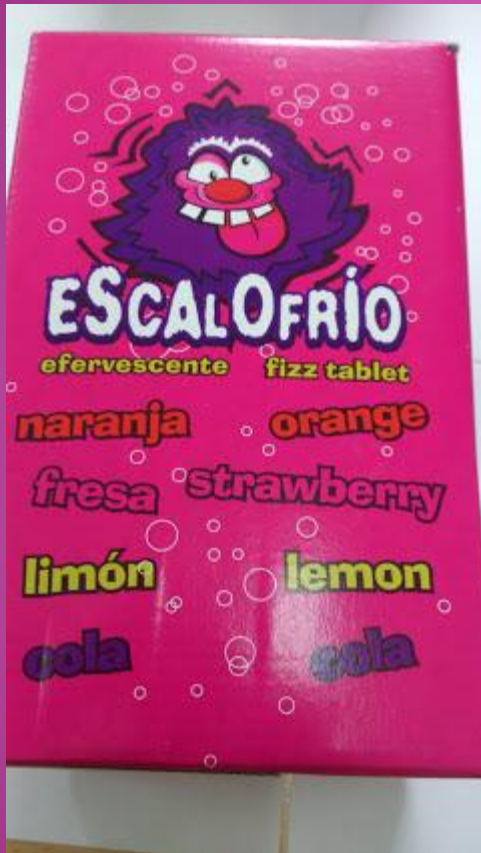 eSCALOFRÍO
efervescente fizz tablet
naranja orange
fresa strawberry
limón lemon
cola cola